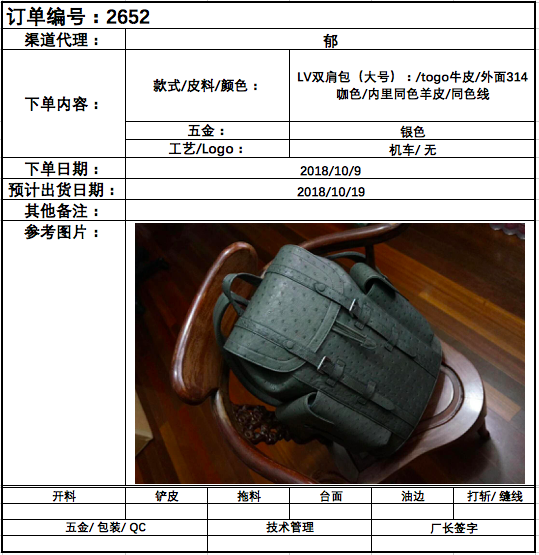 订单编号：2652
渠道代理：
郁
下单内容：
款式/皮料/颜色：
LV双肩包（大号）：/togo牛皮/外面314
咖色/内里同色羊皮/同色线
五金：
银色
工艺/Logo：
机车/ 无
下单日期：
2018/10/9
预计出货日期：
2018/10/19
其他备注：
参考图片：
开料
铲皮
拖料
台面
油边
打斩/ 缝线
五金/ 包装/ QC
技术管理
厂长签字